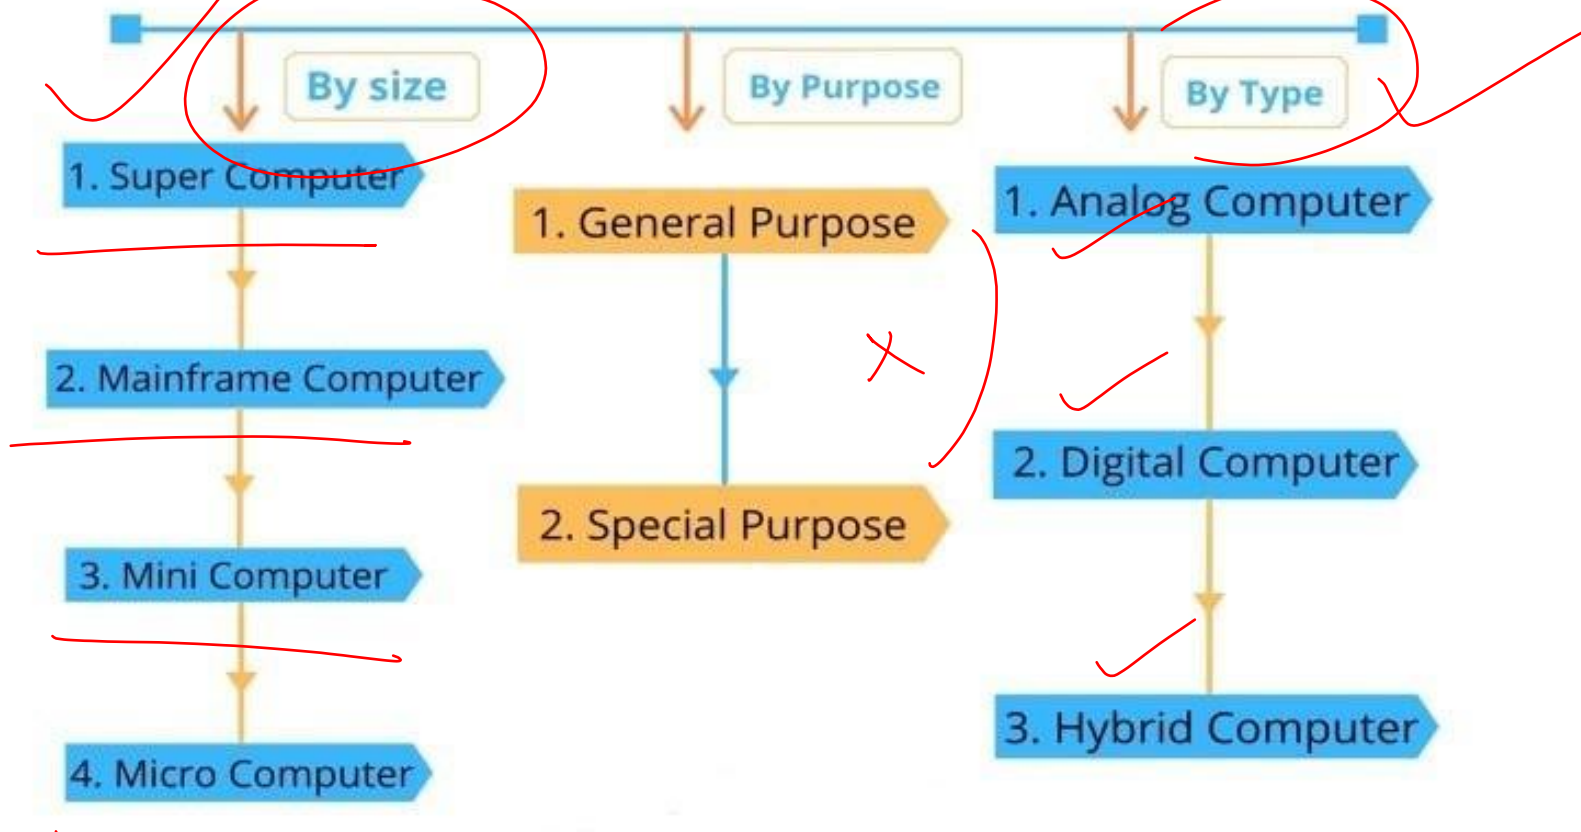 By size
1. Super Computer
2. Mainframe Computer
3. Mini Computer
4. Micro Computer
By Purpose
1. General Purpose
2. Special Purpose
By Type
1. Analog Computer
2. Digital Computer
3. Hybrid Computer